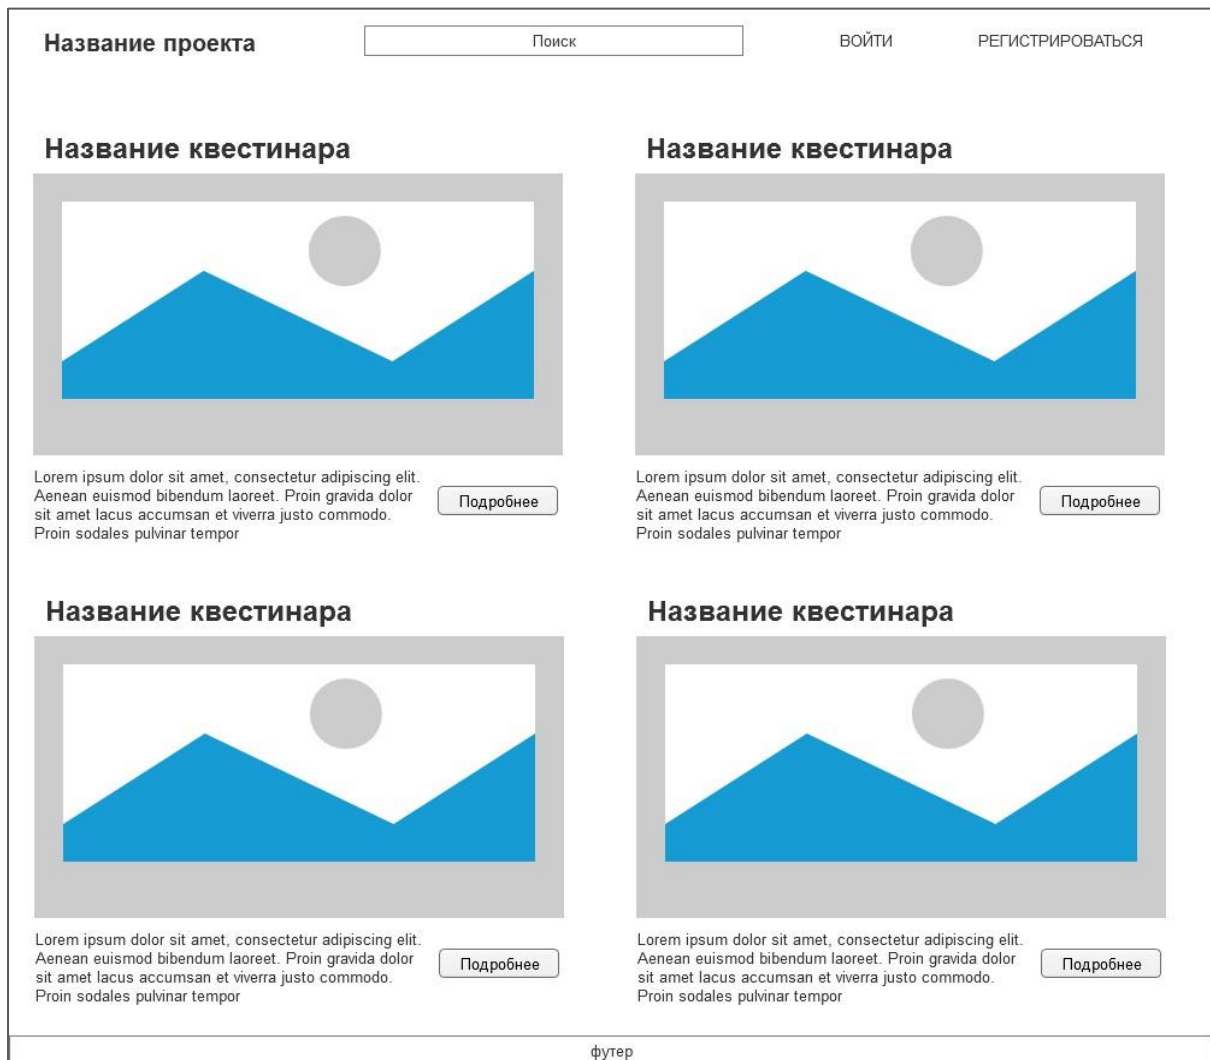 Название проекта
Поиск
ВОЙТИ
РЕГИСТРИРОВАТЬСЯ
Название квестинара
Lorem ipsum dolor sit amet, consectetur adipiscing elit.
Aenean euismod bibendum laoreet. Proin gravida dolor
sit amet lacus accumsan et viverra justo commodo.
Proin sodales pulvinar tempor
Подробнее
Название квестинара
Lorem ipsum dolor sit amet, consectetur adipiscing elit.
Aenean euismod bibendum laoreet. Proin gravida dolor
sit amet lacus accumsan et viverra justo commodo.
Proin sodales pulvinar tempor
Подробнее
Название квестинара
Lorem ipsum dolor sit amet, consectetur adipiscing elit.
Aenean euismod bibendum laoreet. Proin gravida dolor
sit amet lacus accumsan et viverra justo commodo.
Proin sodales pulvinar tempor
Подробнее
Название квестинара
Lorem ipsum dolor sit amet, consectetur adipiscing elit.
Aenean euismod bibendum laoreet. Proin gravida dolor
sit amet lacus accumsan et viverra justo commodo.
Proin sodales pulvinar tempor
Подробнее
футер